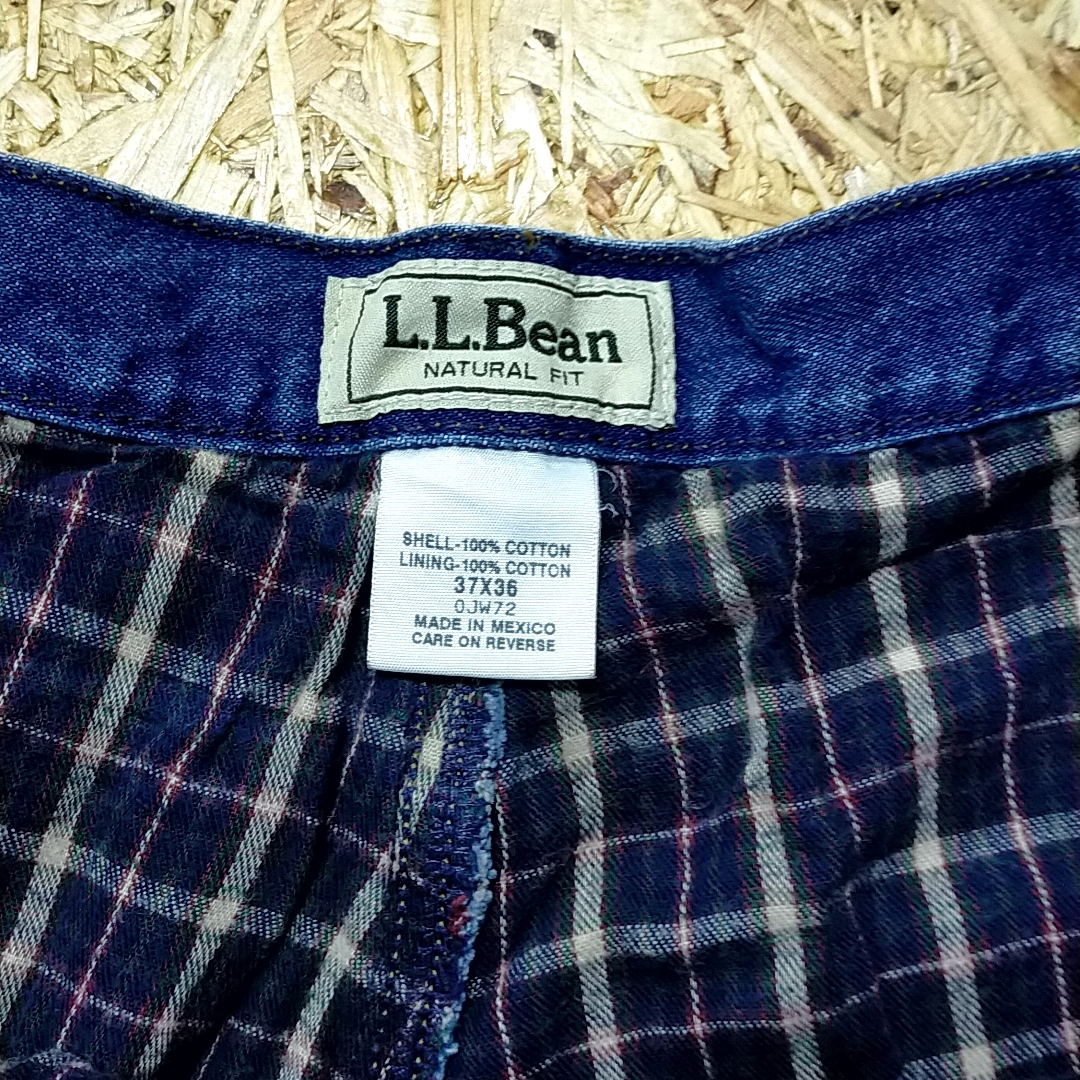 L.L.Bean
NATURAL FIT
SHELL-100% COTTON
LINING-100% COTTON
37X36
0JW72
MADE IN MEXICO
CARE ON REVERSE